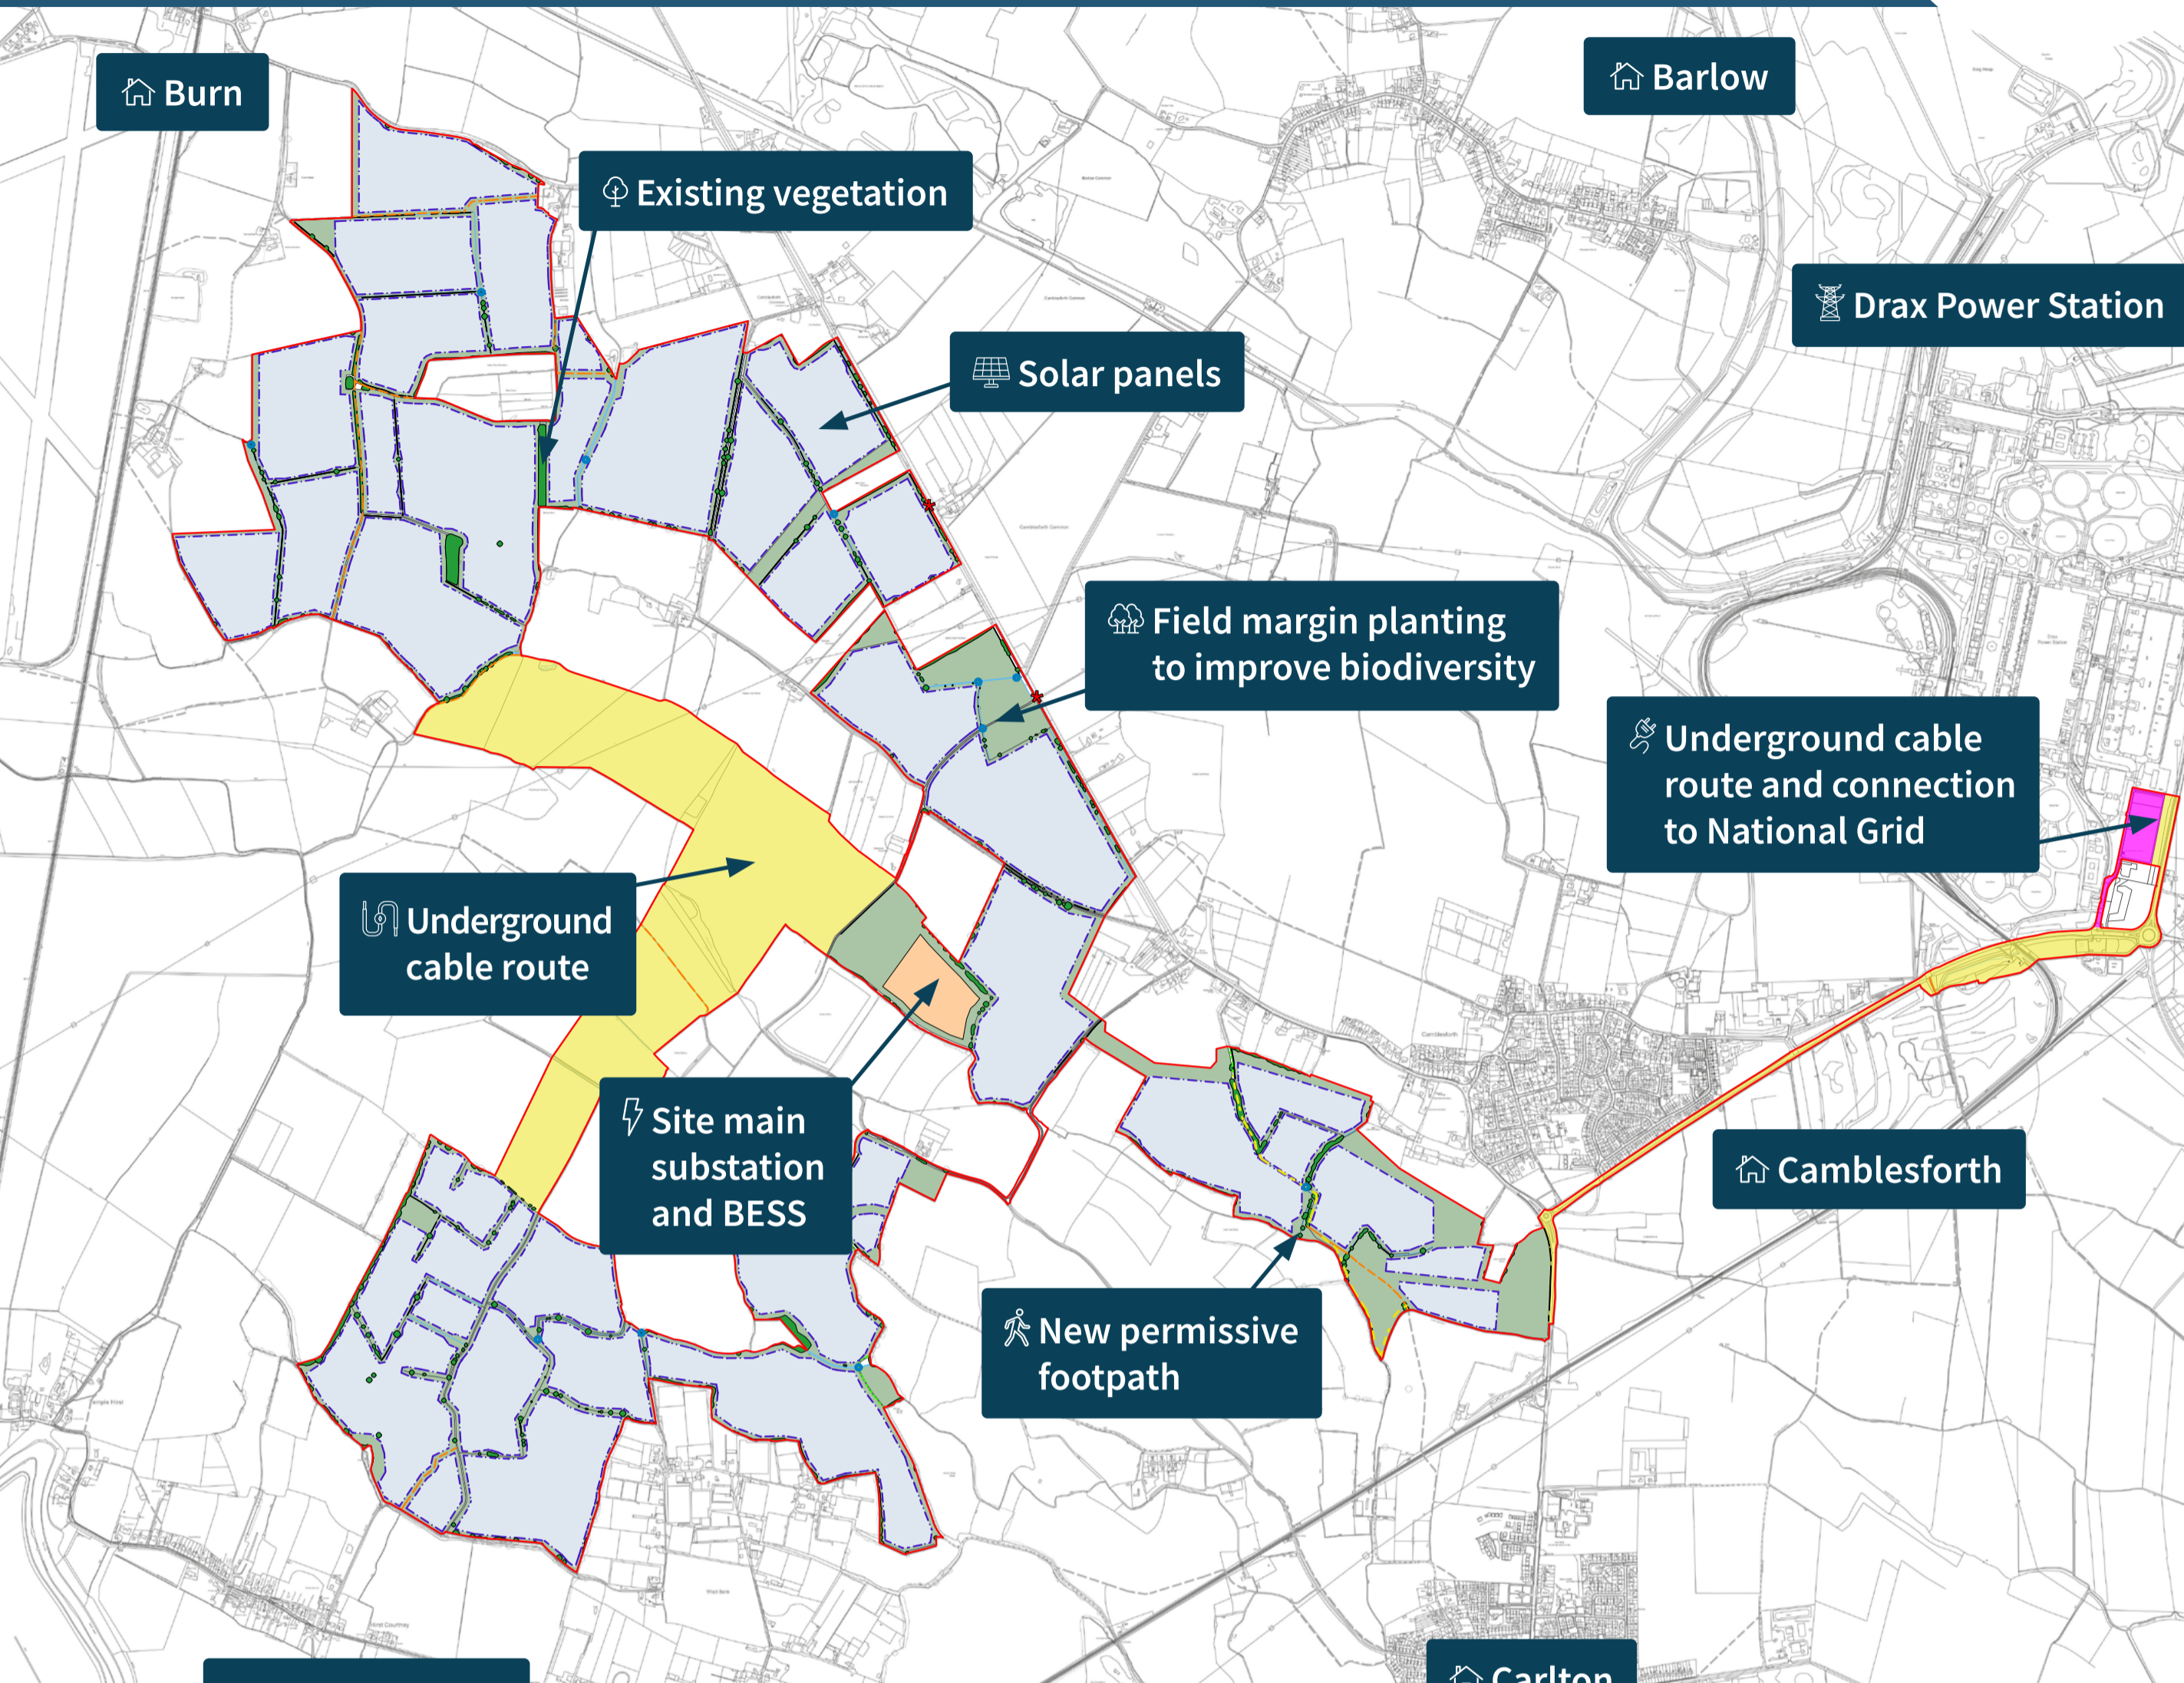 Burn
Barlow
Existing vegetation
Drax Power Station
Solar panels
Field margin planting
to improve biodiversity
Underground cable
route and connection
to National Grid
Underground
cable route
Site main
substation
and BESS
Camblesforth
New permissive
footpath
Carlton